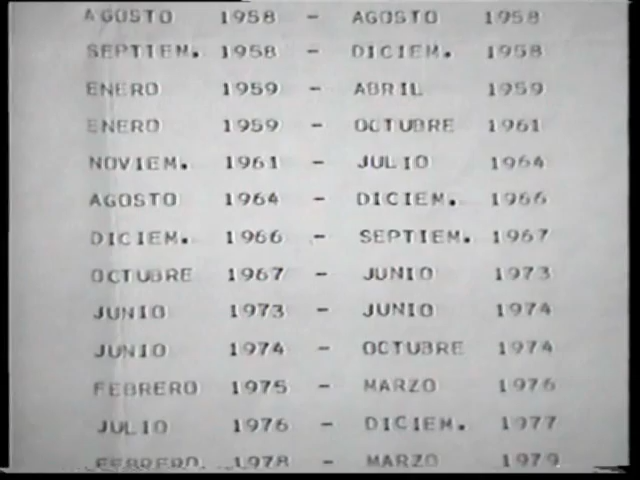 AGOSTO 1958 - AGOSTO 1958
SEPTIEM. 1958 - DICIEM. 1958
ENERO 1959 - ABRIL 1959
ENERO 1959 - OCTUBRE 1961
NOVIEM. 1961 - JULIO 1964
AGOSTO 1964 - DICIEM. 1966
DICIEM. 1966 - SEPTIEM. 1967
OCTUBRE 1967 - JUNIO 1973
JUNIO 1973 - JUNIO 1974
JUNIO 1974 - OCTUBRE 1974
FEBRERO 1975 - MARZO 1976
JULIO 1976 - DICIEM. 1977
FEBRERO 1978 - MARZO 1979